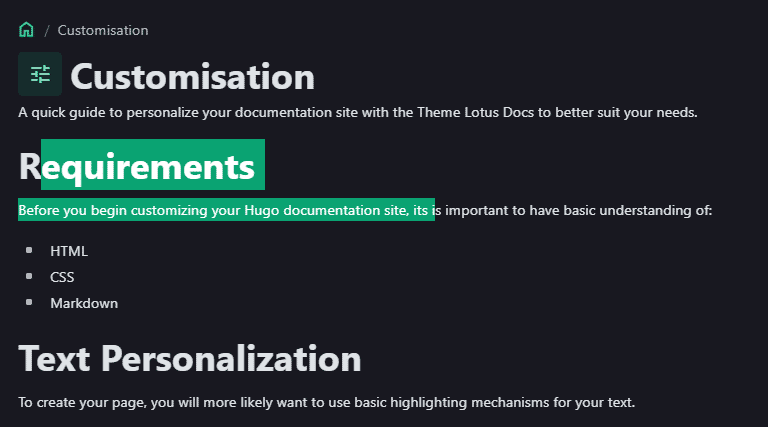 / Customisation
Customisation
A quick guide to personalize your documentation site with the Theme Lotus Docs to better suit your needs.
Requirements
Before you begin customizing your Hugo documentation site, its is important to have basic understanding of:
HTML
CSS
Markdown
Text Personalization
To create your page, you will more likely want to use basic highlighting mechanisms for your text.